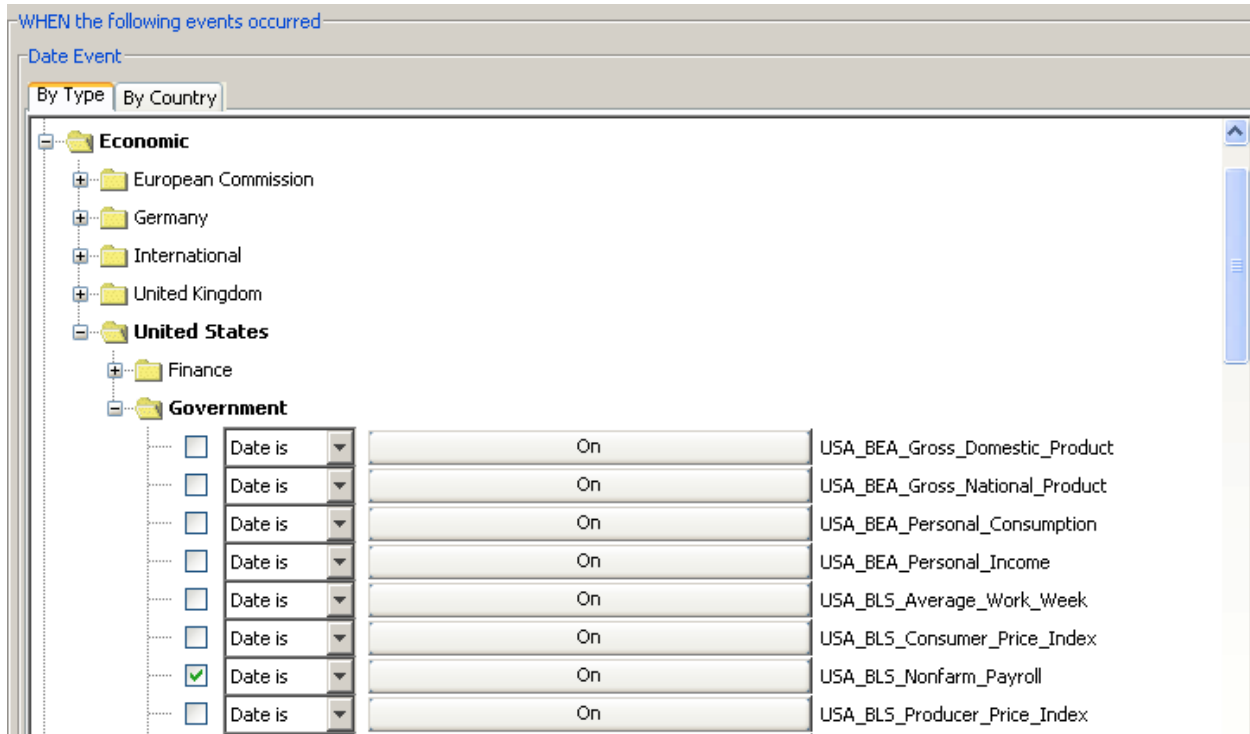 WHEN the following events occurred
Date Event
By Type By Country
Economic
European Commission
Germany
International
United Kingdom
United States
Finance
Government
Date is On USA_BEA_Gross_Domestic_Product
Date is On USA_BEA_Gross_National_Product
Date is On USA_BEA_Personal_Consumption
Date is On USA_BEA_Personal_Income
Date is On USA_BLS_Average_Work_Week
Date is On USA_BLS_Consumer_Price_Index
Date is On USA_BLS_Nonfarm_Payroll
Date is On USA_BLS_Producer_Price_Index